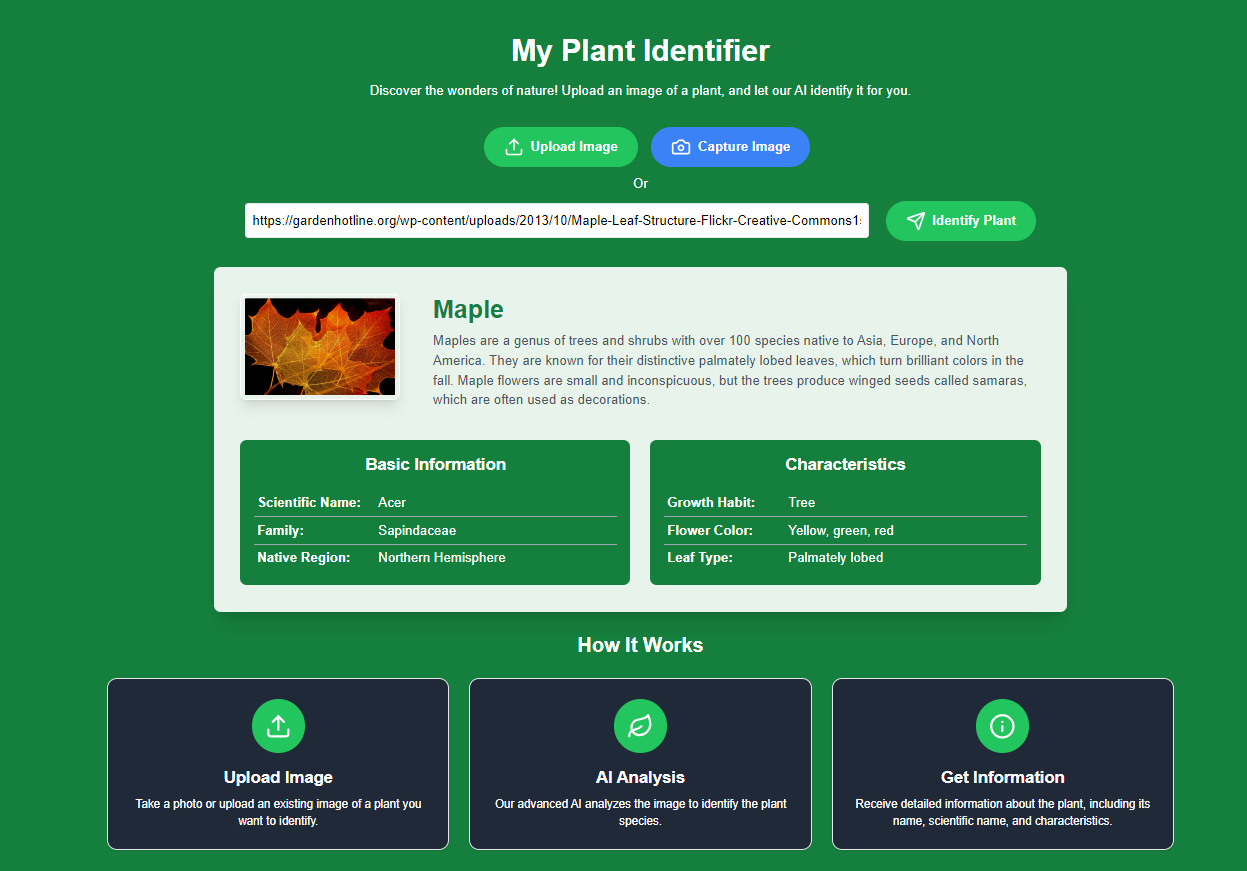 My Plant Identifier
Discover the wonders of nature! Upload an image of a plant, and let our AI identify it for you.
Upload Image
Capture Image
Or
https://gardenhotline.org/wp-content/uploads/2013/10/Maple-Leaf-Structure-Flickr-Creative-Commons1
Identify Plant
Maple
Maples are a genus of trees and shrubs with over 100 species native to Asia, Europe, and North
America. They are known for their distinctive palmately lobed leaves, which turn brilliant colors in the
fall. Maple flowers are small and inconspicuous, but the trees produce winged seeds called samaras,
which are often used as decorations.
Basic Information
Scientific Name: Acer
Family: Sapindaceae
Native Region: Northern Hemisphere
Characteristics
Growth Habit: Tree
Flower Color: Yellow, green, red
Leaf Type: Palmately lobed
How It Works
Upload Image
Take a photo or upload an existing image of a plant you
want to identify.
AI Analysis
Our advanced AI analyzes the image to identify the plant
species.
Get Information
Receive detailed information about the plant, including its
name, scientific name, and characteristics.